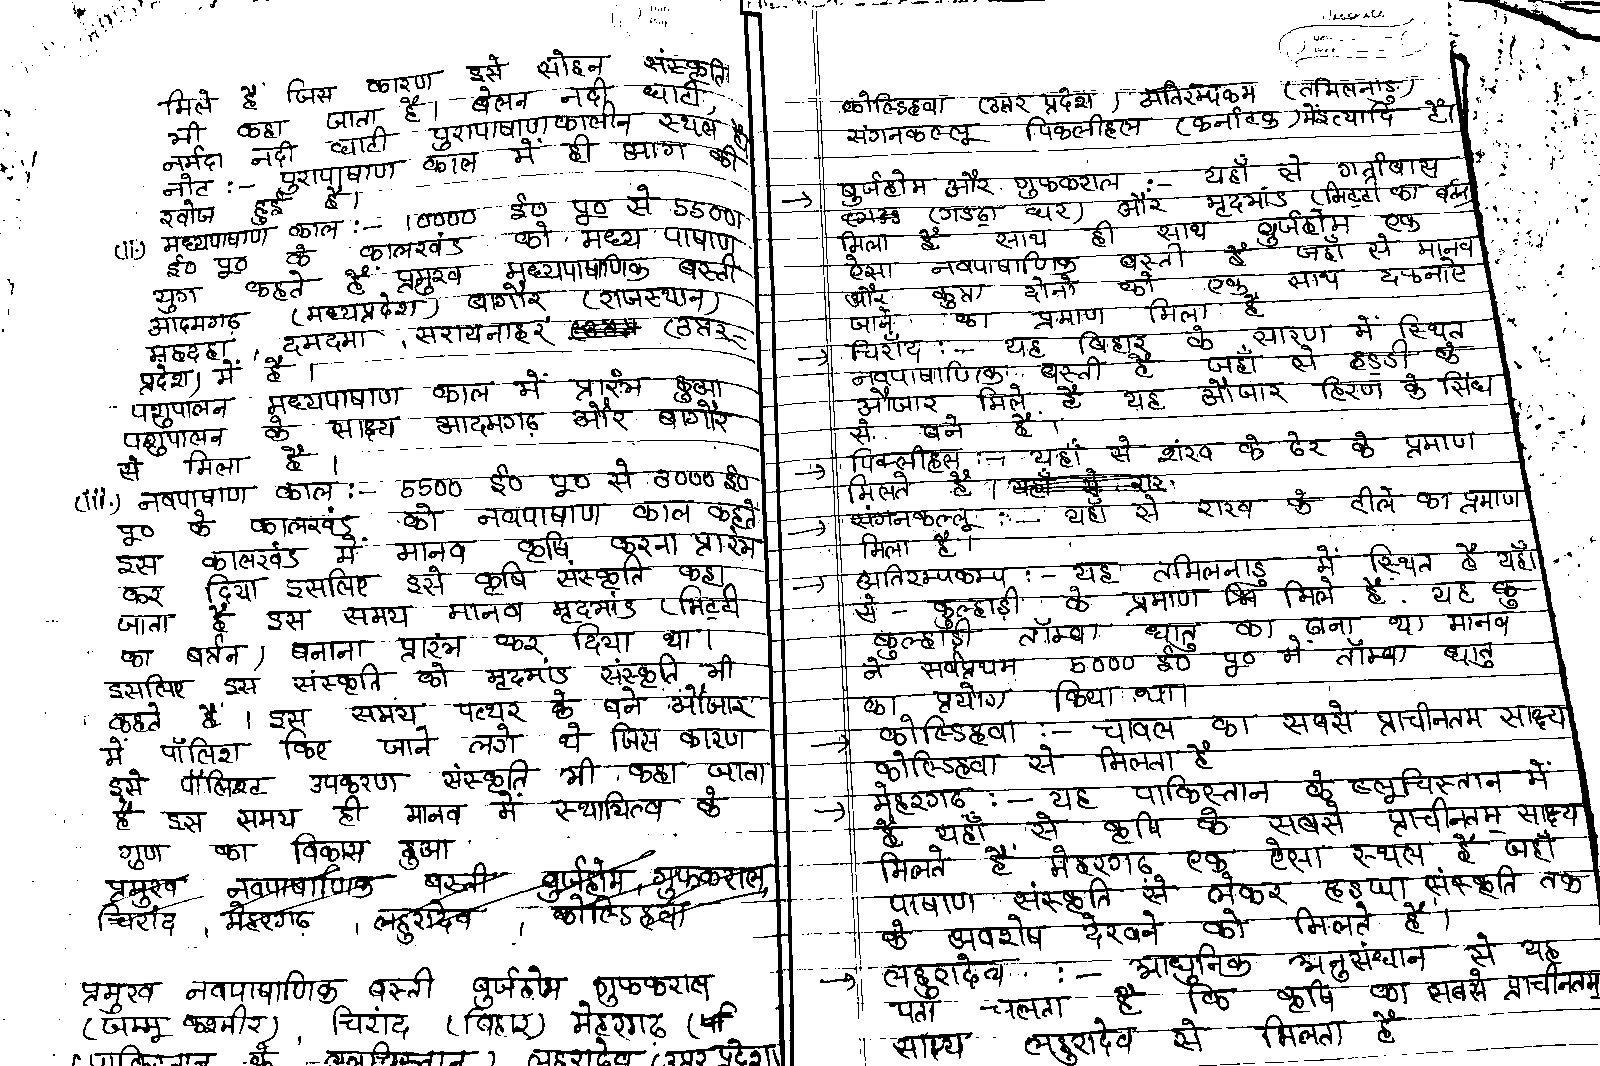 मिले हैं जिस कारण इसे सोहन संस्कृति
भी कहा जाता है। बेलन नदी घाटी,
नर्मदा नदी घाटी पुरापाषाणकालीन स्थल है
नोट :- पुरापाषाण काल में ही आग की
खोज हुई है।
(ii) मध्यपाषाण काल :- 10000 ई० पू० से 5500
ई० पू० के कालखंड को मध्य पाषाण
युग कहते हैं प्रमुख मध्यपाषाणिक बस्ती
आदमगढ़ (मध्यप्रदेश) बागौर (राजस्थान)
महदहा, दमदमा, सरायनाहर (उत्तर
प्रदेश) में है।
पशुपालन मध्यपाषाण काल में प्रारंभ हुआ
पशुपालन के साक्ष्य आदमगढ़ और बागौर
से मिला है।
(iii.) नवपाषाण काल :- 5500 ई० पू० से 3000 ई०
पू० के कालखंड को नवपाषाण काल कहते
इस कालखंड में मानव कृषि करना प्रारंभ
कर दिया इसलिए इसे कृषि संस्कृति कहा
जाता है इस समय मानव मृदभांड (मिट्टी
का बर्तन) बनाना प्रारंभ कर दिया था।
इसलिए इस संस्कृति को मृदभांड संस्कृति भी
कहते हैं। इस समय पत्थर के बने औजार
में पॉलिश किए जाने लगे थे जिस कारण
इसे पॉलिश्ट उपकरण संस्कृति भी कहा जाता
है इस समय ही मानव में स्थायित्व के
गुण का विकास हुआ
प्रमुख नवपाषाणिक बस्ती बुर्जहोम, गुफकराल,
चिरांद, मेहरगढ़, लहुरादेव, कोल्डिहवा
प्रमुख नवपाषाणिक बस्ती बुर्जहोम गुफकराल
(जम्मू कश्मीर), चिरांद (बिहार) मेहरगढ़
(पाकिस्तान के बलूचिस्तान) लहुरादेव (उत्तर प्रदेश)
कोल्डिहवा (उत्तर प्रदेश) अतिरम्पकम (तमिलनाडु)
संगनकल्लू पिकलीहल (कर्नाटक) में इत्यादि है।
→ बुर्जहोम और गुफकराल :- यहाँ से गर्तावास
(गड्ढा घर) और मृदभांड (मिट्टी का बर्तन
मिला है साथ ही साथ बुर्जहोम एक
ऐसा नवपाषाणिक बस्ती है जहाँ से मानव
और कुत्ता दोनों को एक साथ दफनाए
जाने का प्रमाण मिला है
→ चिरांद :- यह बिहार के सारण में स्थित
नवपाषाणिक बस्ती है जहाँ से हड्डी के
औजार मिले हैं यह औजार हिरण के सिंघ
से बने है।
→ पिक्लीहल :- यहाँ से शंख के ढेर के प्रमाण
मिलते है।
→ संगनकल्लू :- यहाँ से राख के टीले का प्रमाण
मिला है।
→ अतिरम्पकम्प :- यह तमिलनाडु में स्थित है यहाँ
से - कुल्हाड़ी के प्रमाण मिले हैं. यह कु
कुल्हाड़ी ताँम्बा धातु का बना था मानव
ने सर्वप्रथम 5000 ई० पू० में ताँम्बा धातु
का प्रयोग किया था।
→ कोल्डिहवा :- चावल का सबसे प्राचीनतम साक्ष्य
कोल्डिहवा से मिलता है
→ मेहरगढ़ :- यह पाकिस्तान के बलूचिस्तान में
है यहाँ से कृषि के सबसे प्राचीनतम् साक्ष्य
मिलते हैं मेहरगढ़ एक ऐसा स्थल है जहाँ
पाषाण संस्कृति से लेकर हड़प्पा संस्कृति तक
के अवशेष देखने को मिलते है।
→ लहुरादेव :- आधुनिक अनुसंधान से यह
पता चलता है कि कृषि का सबसे प्राचीनतम्
साक्ष्य लहुरादेव से मिलता है